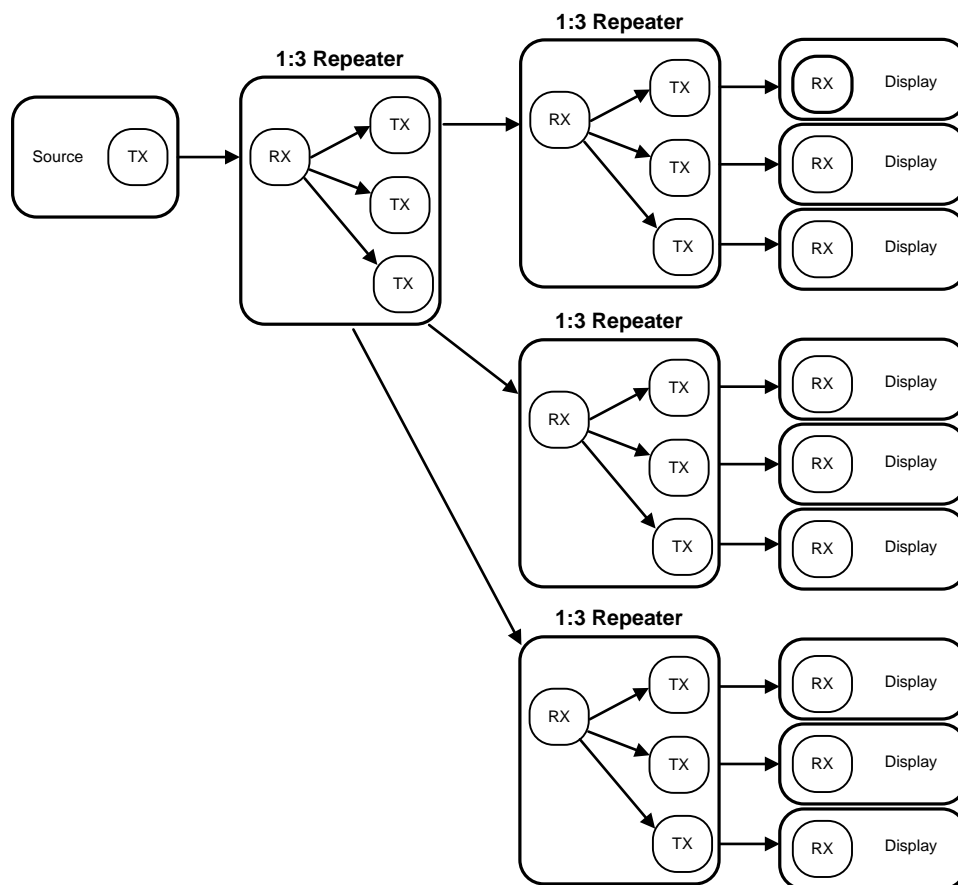 1:3 Repeater
1:3 Repeater
Source
TX
RX
TX
TX
TX
RX
TX
TX
TX
RX
Display
RX
Display
RX
Display
1:3 Repeater
RX
TX
TX
TX
RX
Display
RX
Display
RX
Display
1:3 Repeater
RX
TX
TX
TX
RX
Display
RX
Display
RX
Display